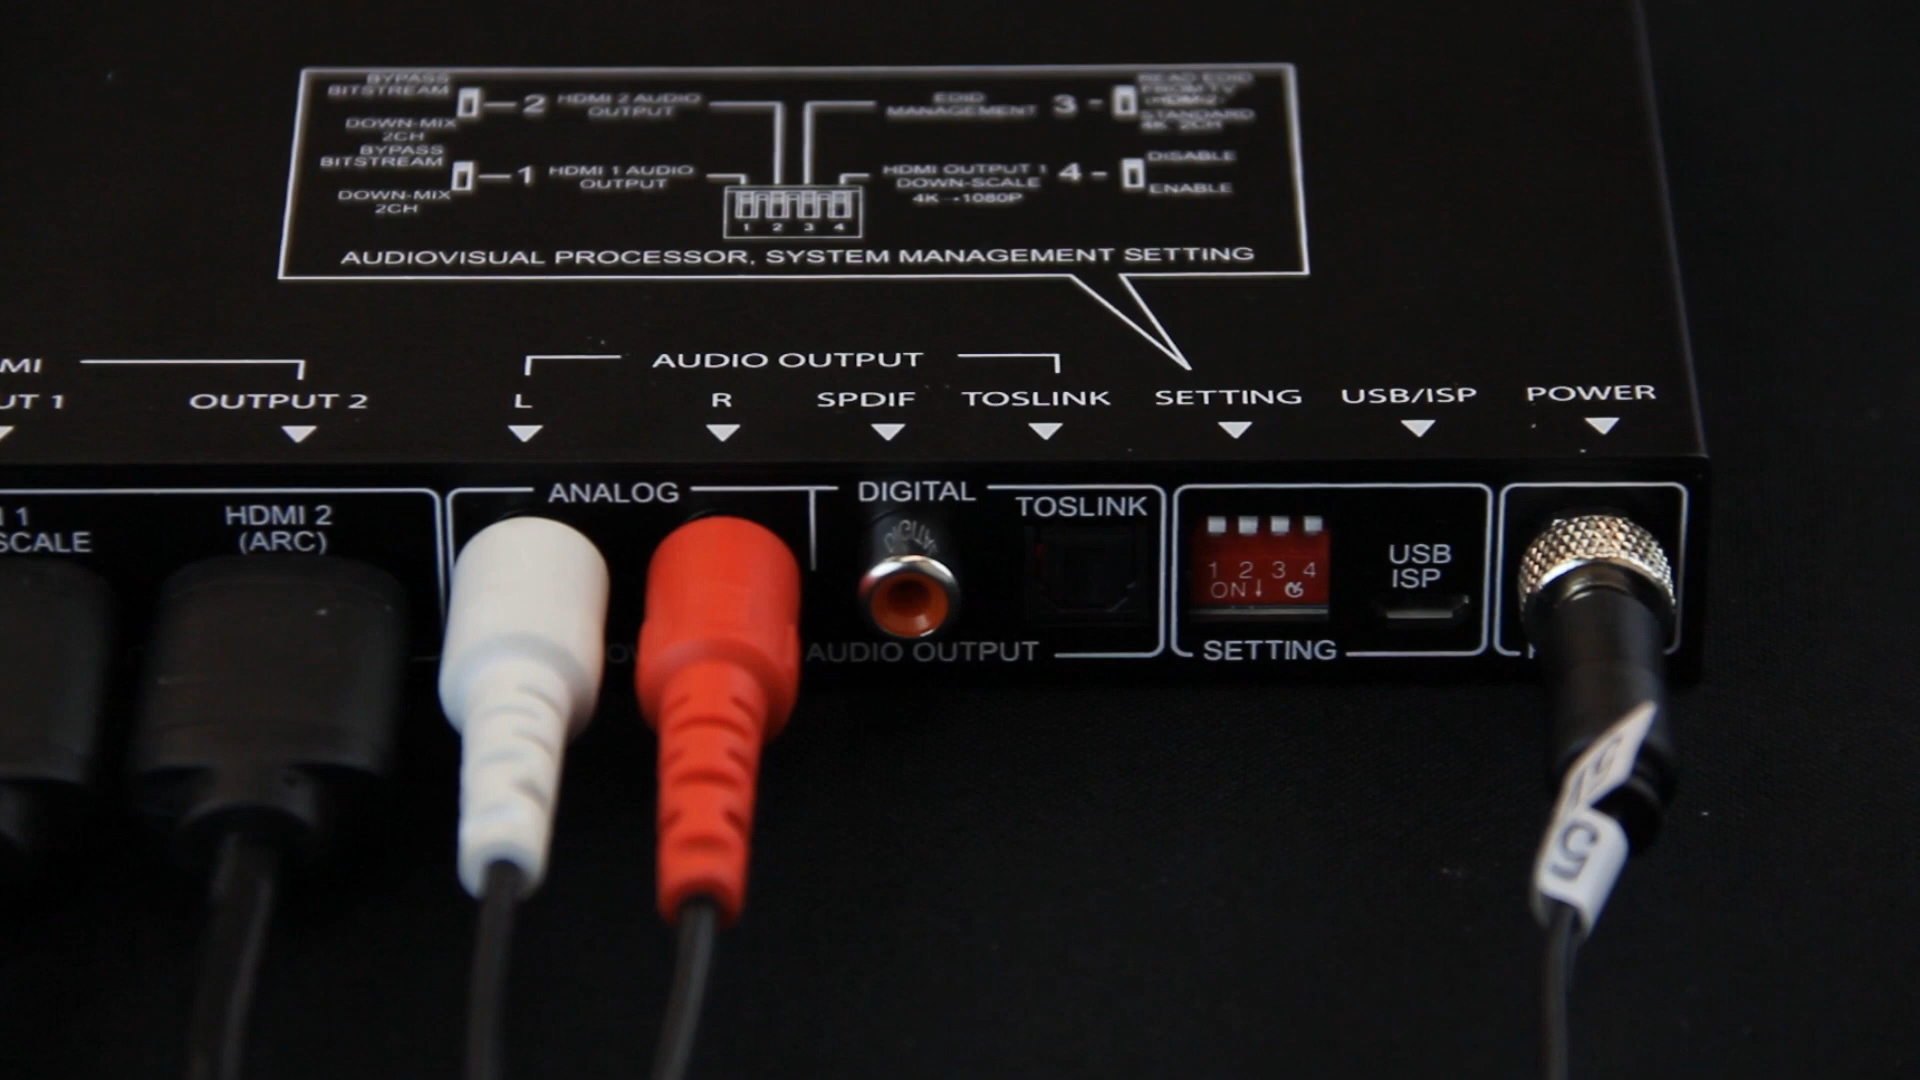 BYPASS
BITSTREAM
2
HDMI 2 AUDIO
OUTPUT
DOWN-MIX
2CH
BYPASS
BITSTREAM
1
HDMI 1 AUDIO
OUTPUT
DOWN-MIX
2CH
EDID
MANAGEMENT
3
READ EDID
FROM TV
STANDARD
4K 2CH
HDMI OUTPUT 1
DOWN-SCALE
4K→1080P
4
DISABLE
ENABLE
1 2 3 4
AUDIOVISUAL PROCESSOR, SYSTEM MANAGEMENT SETTING
MI
AUDIO OUTPUT
UT 1
OUTPUT 2
L
R
SPDIF
TOSLINK
SETTING
USB/ISP
POWER
I 1
SCALE
HDMI 2
(ARC)
ANALOG
DIGITAL
TOSLINK
1 2 3 4
ON↓
USB
ISP
AUDIO OUTPUT
SETTING